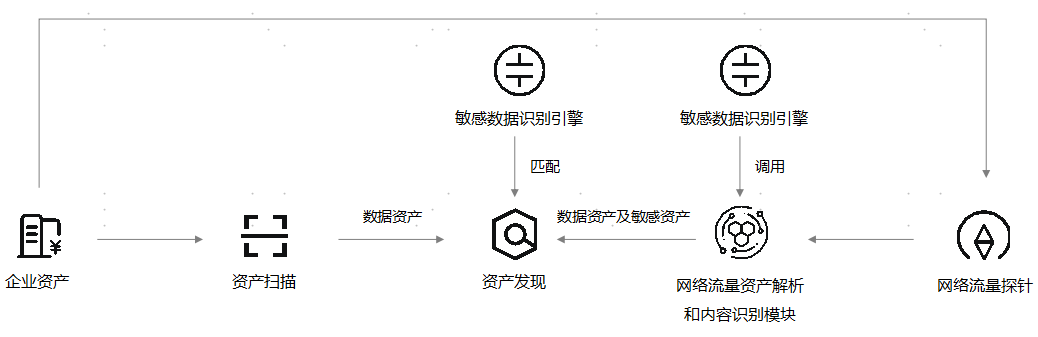 敏感数据识别引擎
敏感数据识别引擎
匹配
调用
数据资产
数据资产及敏感资产
企业资产
资产扫描
资产发现
网络流量资产解析
和内容识别模块
网络流量探针